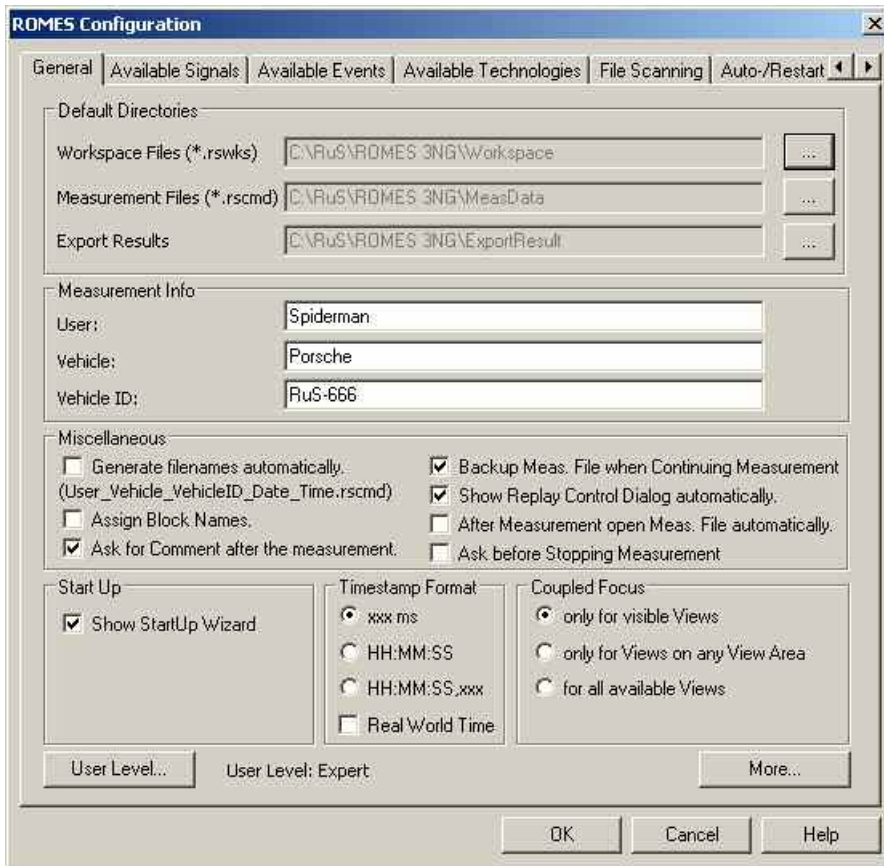 ROMES Configuration
General Available Signals Available Events Available Technologies File Scanning Auto-/Restart
Default Directories
Workspace Files (*.rswks) C:\RuS\ROMES 3NG\Workspace ...
Measurement Files (*.rscmd) C:\RuS\ROMES 3NG\MeasData ...
Export Results C:\RuS\ROMES 3NG\ExportResult ...
Measurement Info
User: Spiderman
Vehicle: Porsche
Vehicle ID: RuS-666
Miscellaneous
Generate filenames automatically.
(User_Vehicle_VehicleID_Date_Time.rscmd)
Assign Block Names.
Ask for Comment after the measurement.
Backup Meas. File when Continuing Measurement
Show Replay Control Dialog automatically.
After Measurement open Meas. File automatically.
Ask before Stopping Measurement
Start Up
Show StartUp Wizard
Timestamp Format
xxx ms
HH:MM:SS
HH:MM:SS,xxx
Real World Time
Coupled Focus
only for visible Views
only for Views on any View Area
for all available Views
User Level... User Level: Expert More...
OK Cancel Help